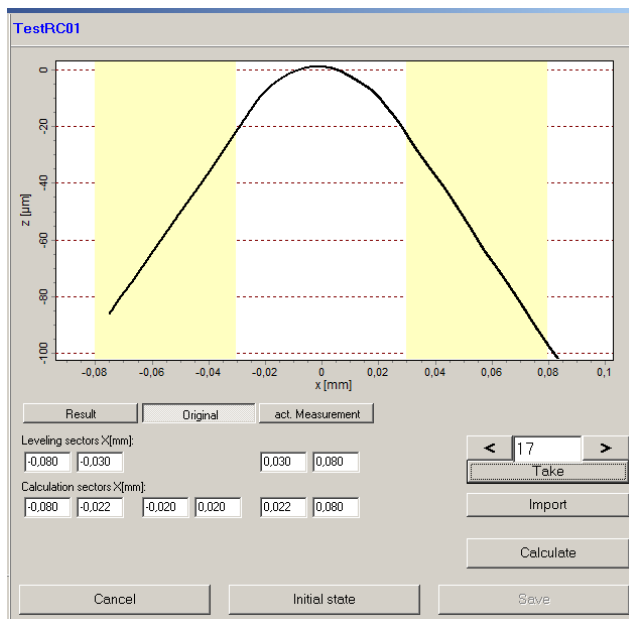 TestRC01
0
-20
-40
-60
-80
-100
z [µm]
-0,08 -0,06 -0,04 -0,02 0 0,02 0,04 0,06 0,08 0,1
x [mm]
Result Original act. Measurement
Leveling sectors X[mm]:
-0,080 -0,030 0,030 0,080
< 17 >
Take
Calculation sectors X[mm]:
-0,080 -0,022 -0,020 0,020 0,022 0,080
Import
Calculate
Cancel Initial state Save